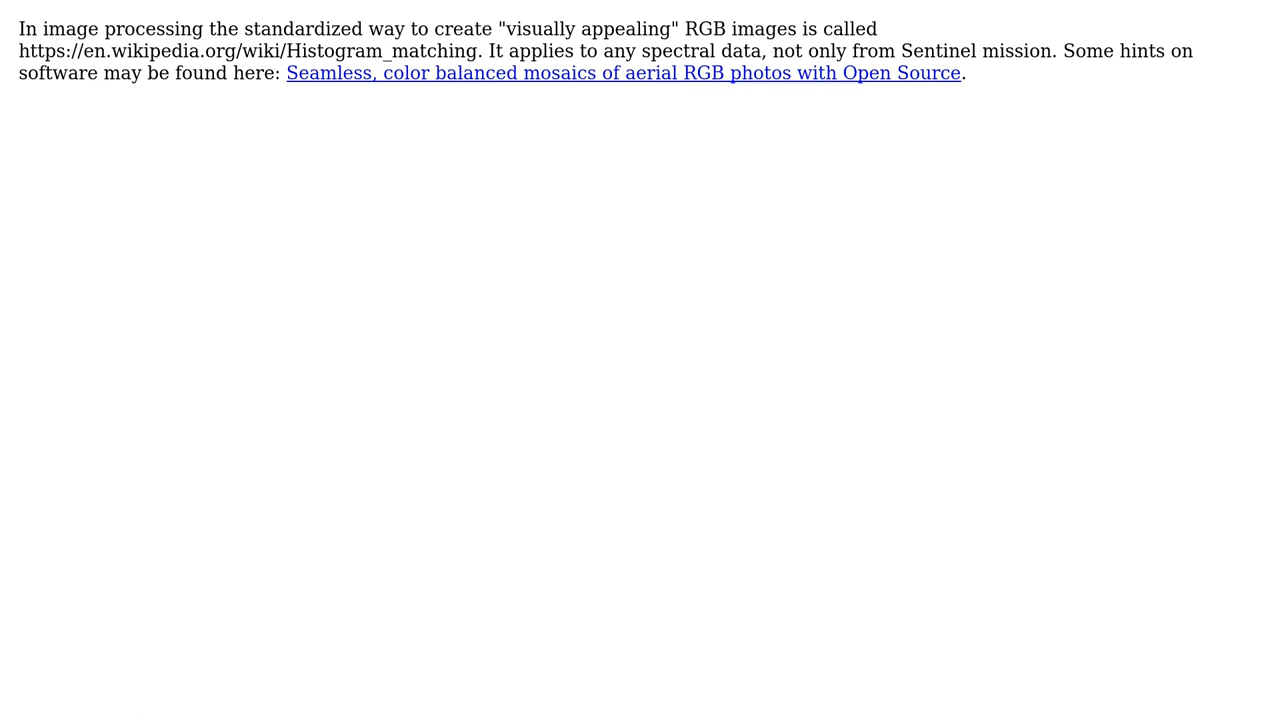 In image processing the standardized way to create "visually appealing" RGB images is called
https://en.wikipedia.org/wiki/Histogram_matching. It applies to any spectral data, not only from Sentinel mission. Some hints on
software may be found here: Seamless, color balanced mosaics of aerial RGB photos with Open Source.